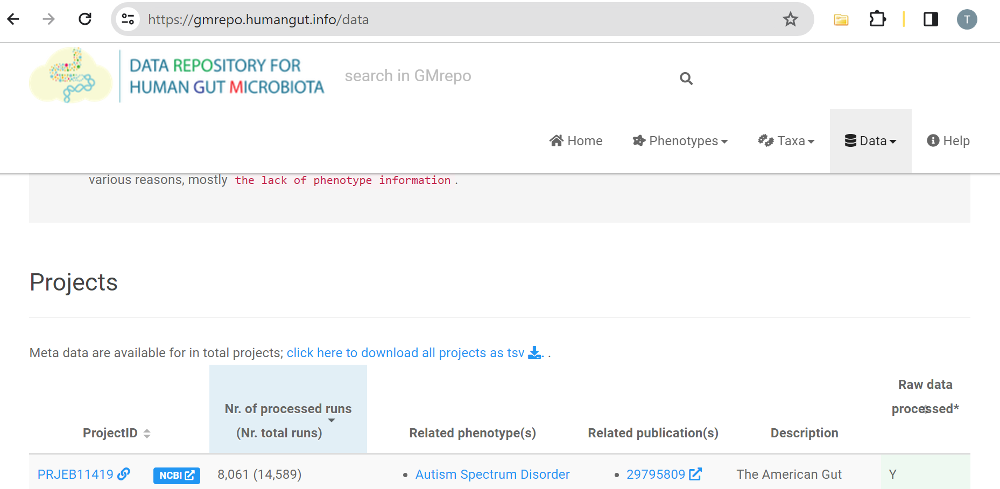 https://gmrepo.humangut.info/data
T
DATA REPOSITORY FOR
HUMAN GUT MICROBIOTA
search in GMrepo
Home Phenotypes Taxa Data Help
various reasons, mostly the lack of phenotype information .
Projects
Meta data are available for in total projects; click here to download all projects as tsv . .
Raw data
Nr. of processed runs processed*
ProjectID (Nr. total runs) Related phenotype(s) Related publication(s) Description
PRJEB11419 NCBI 8,061 (14,589) • Autism Spectrum Disorder • 29795809 The American Gut Y